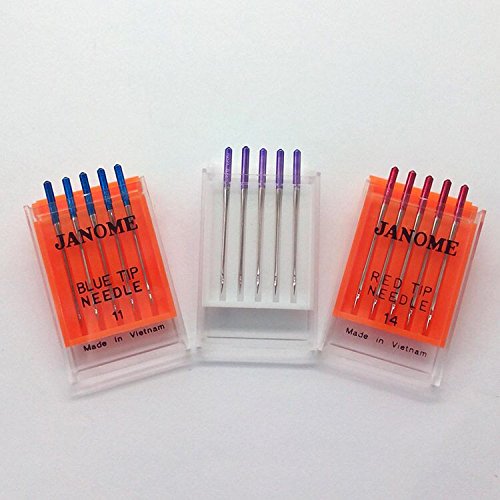 JANOME
BLUE TIP
NEEDLE
11
Made in Vietnam
JANOME
RED TIP
NEEDLE
14
Made in Vietnam